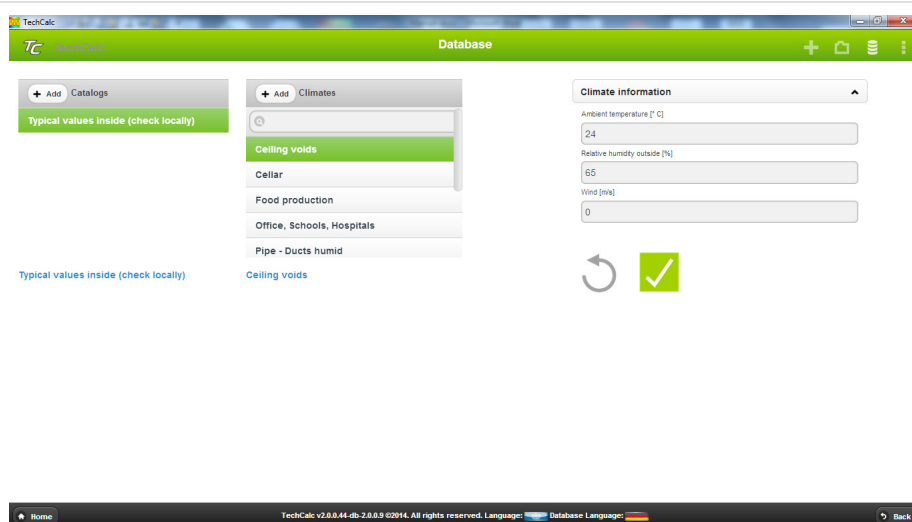 TechCalc
TC
Database
+ Add Catalogs
Typical values inside (check locally)
+ Add Climates
Ceiling voids
Cellar
Food production
Office, Schools, Hospitals
Pipe - Ducts humid
Typical values inside (check locally)
Ceiling voids
Climate information
Ambient temperature [° C]
24
Relative humidity outside [%]
65
Wind [m/s]
0
Home
TechCalc v2.0.0.44-db-2.0.0.9 ©2014. All rights reserved. Language: Database Language:
Back